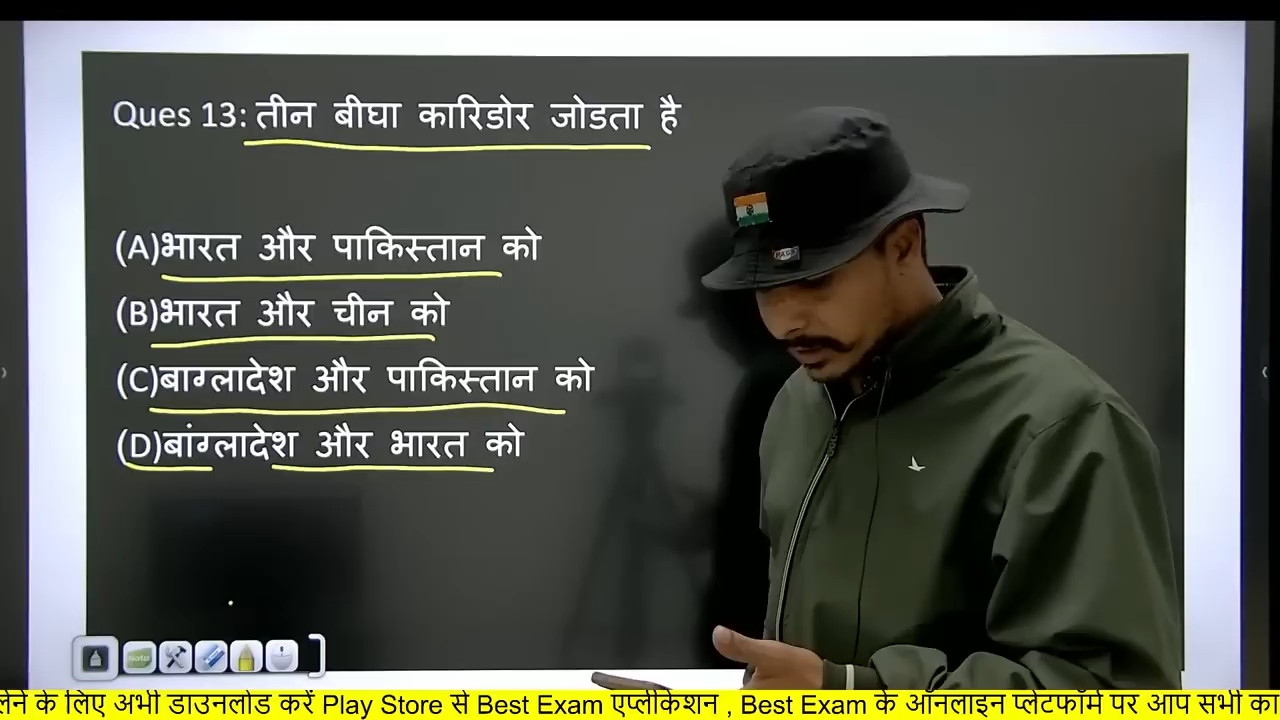 Ques 13: तीन बीघा कारिडोर जोडता है
(A)भारत और पाकिस्तान को
(B)भारत और चीन को
(C)बाग्लादेश और पाकिस्तान को
(D)बांग्लादेश और भारत को
लेने के लिए अभी डाउनलोड करें Play Store से Best Exam एप्लीकेशन , Best Exam के ऑनलाइन प्लेटफॉर्म पर आप सभी का